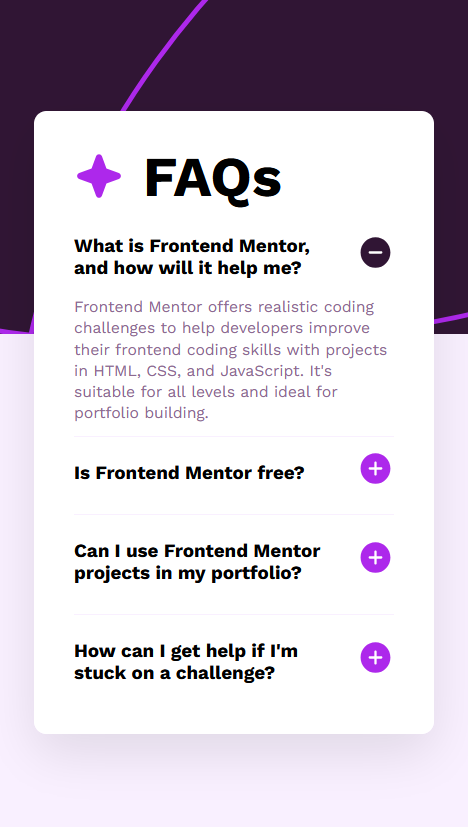 FAQs
What is Frontend Mentor,
and how will it help me?
Frontend Mentor offers realistic coding
challenges to help developers improve
their frontend coding skills with projects
in HTML, CSS, and JavaScript. It's
suitable for all levels and ideal for
portfolio building.
Is Frontend Mentor free?
Can I use Frontend Mentor
projects in my portfolio?
How can I get help if I'm
stuck on a challenge?